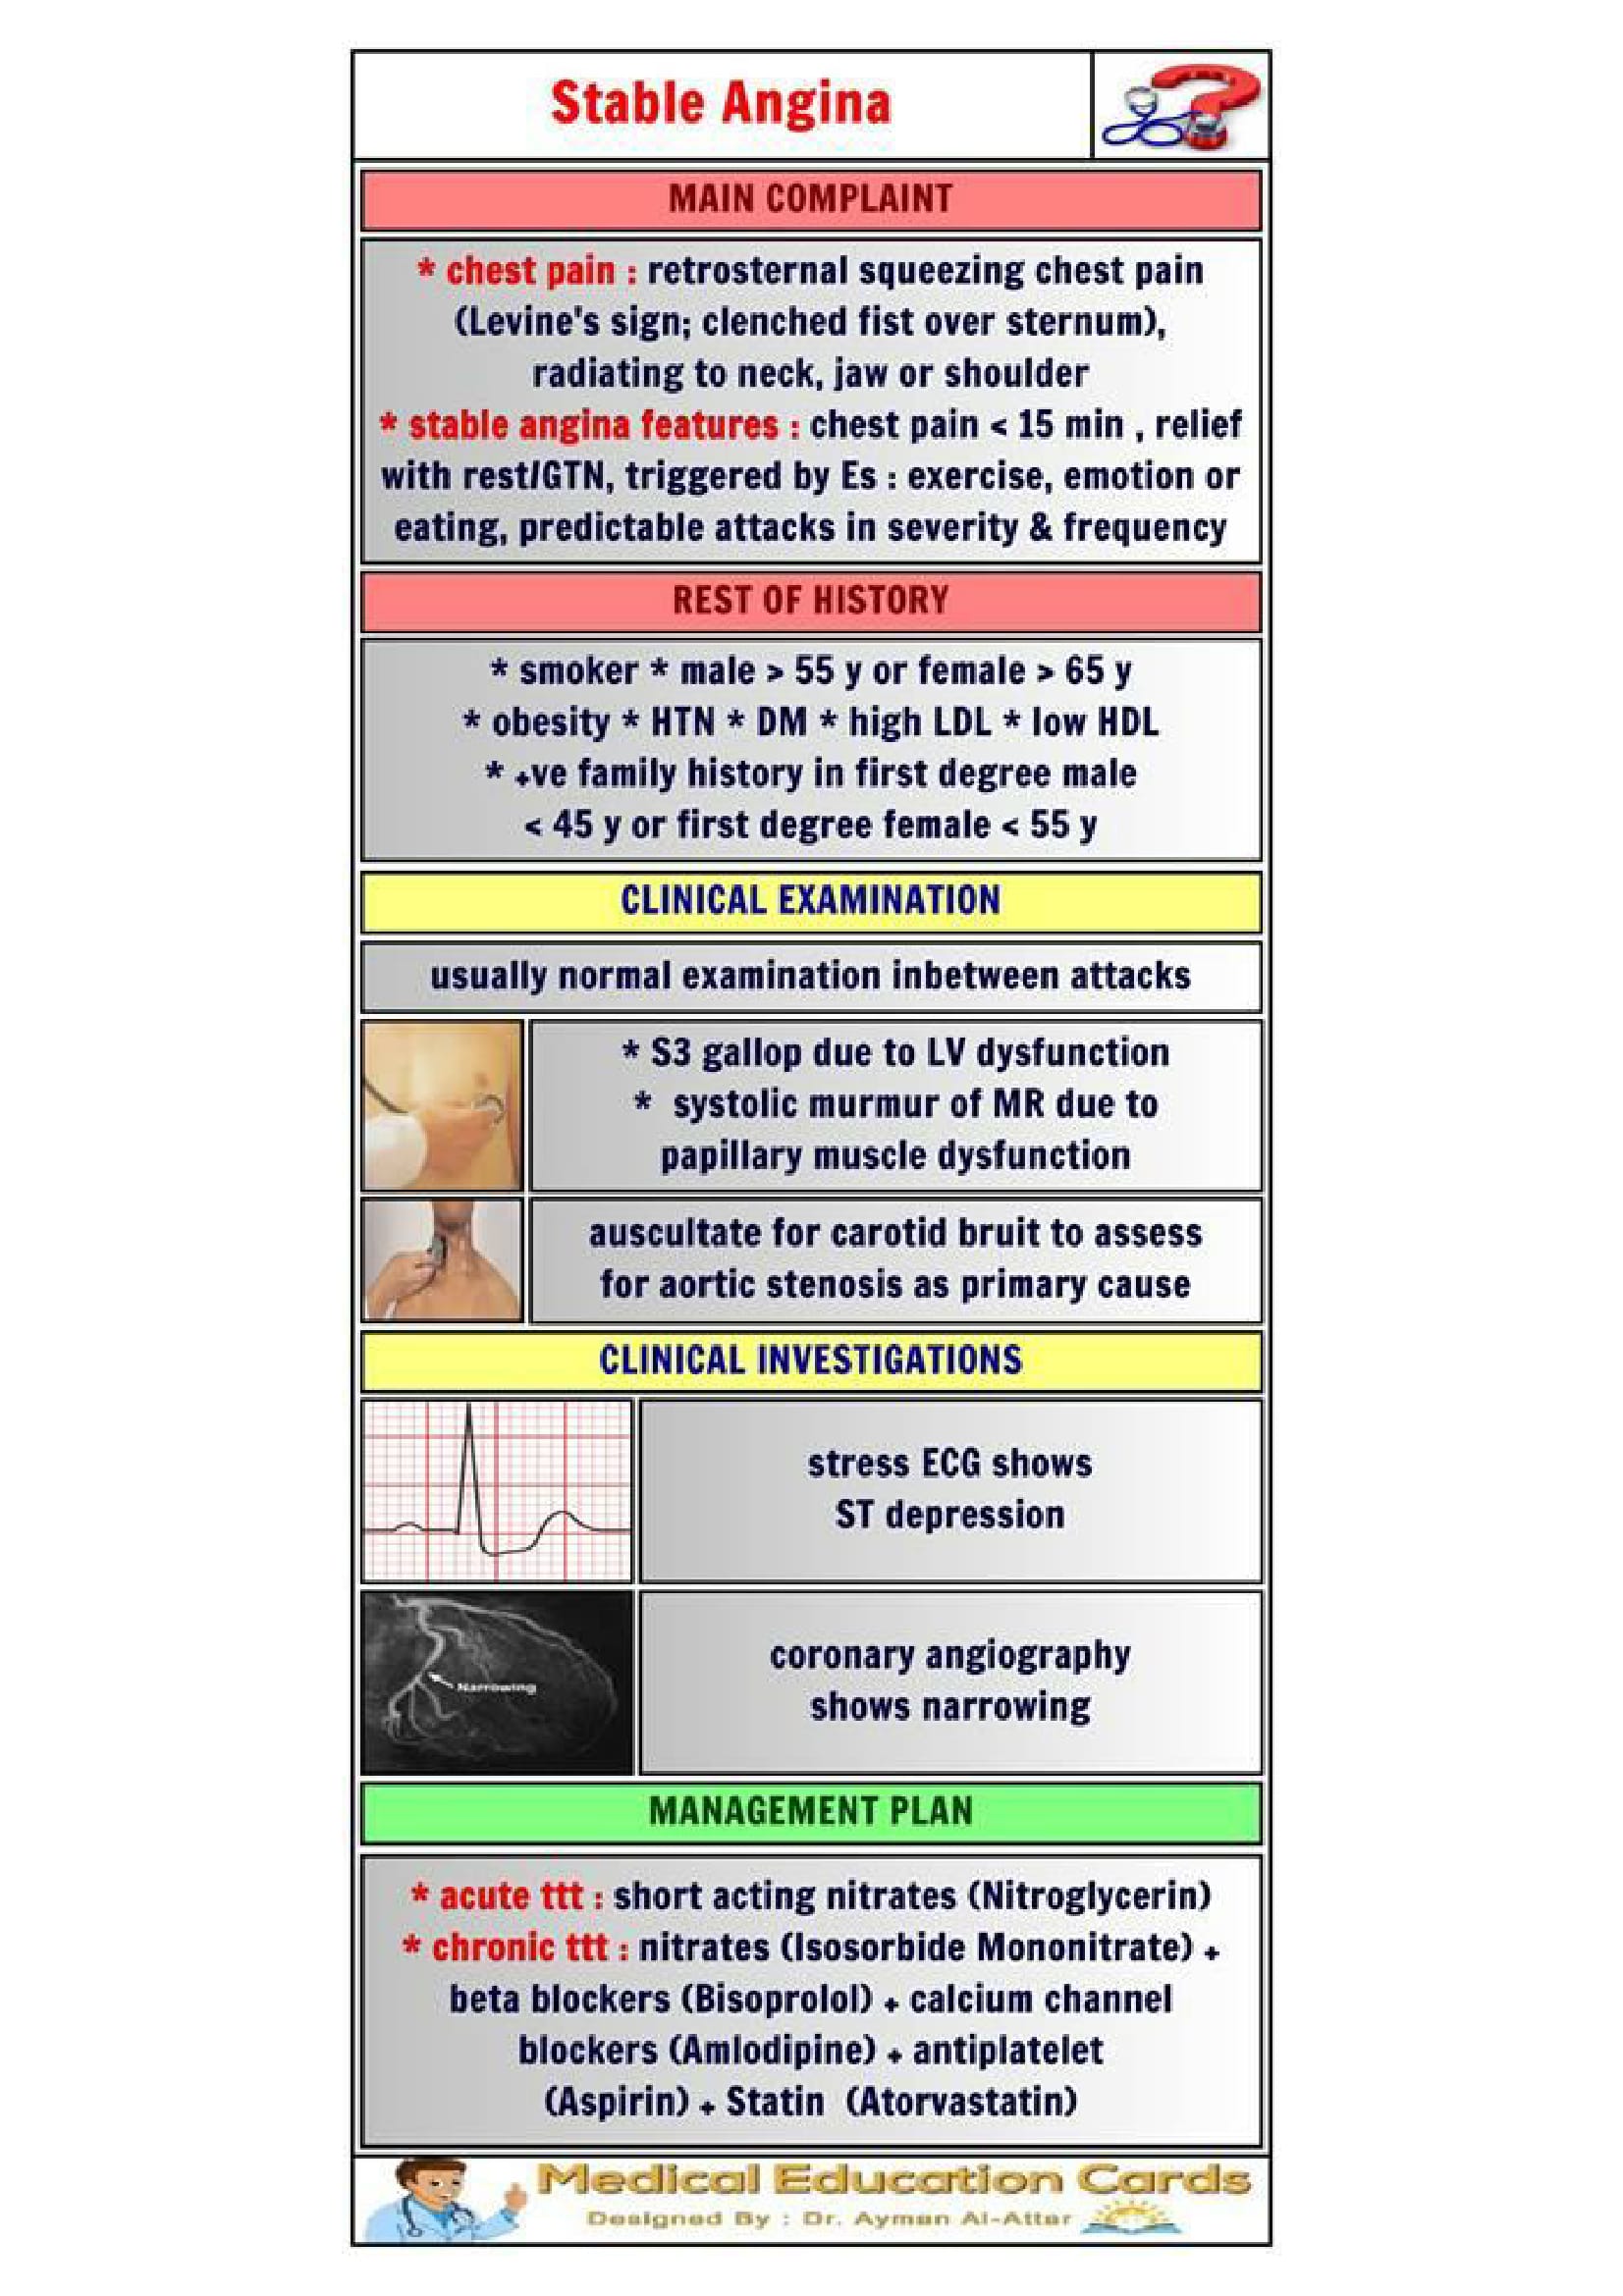 Stable Angina
MAIN COMPLAINT
* chest pain : retrosternal squeezing chest pain
(Levine's sign; clenched fist over sternum),
radiating to neck, jaw or shoulder
* stable angina features : chest pain < 15 min , relief
with rest/GTN, triggered by Es : exercise, emotion or
eating, predictable attacks in severity & frequency
REST OF HISTORY
* smoker * male > 55 y or female > 65 y
* obesity * HTN * DM * high LDL * low HDL
* +ve family history in first degree male
< 45 y or first degree female < 55 y
CLINICAL EXAMINATION
usually normal examination inbetween attacks
* S3 gallop due to LV dysfunction
* systolic murmur of MR due to
papillary muscle dysfunction
auscultate for carotid bruit to assess
for aortic stenosis as primary cause
CLINICAL INVESTIGATIONS
stress ECG shows
ST depression
Narrowing
coronary angiography
shows narrowing
MANAGEMENT PLAN
* acute ttt : short acting nitrates (Nitroglycerin)
* chronic ttt : nitrates (Isosorbide Mononitrate) +
beta blockers (Bisoprolol) + calcium channel
blockers (Amlodipine) + antiplatelet
(Aspirin) + Statin (Atorvastatin)
Medical Education Cards
Designed By : Dr. Ayman Al-Attar